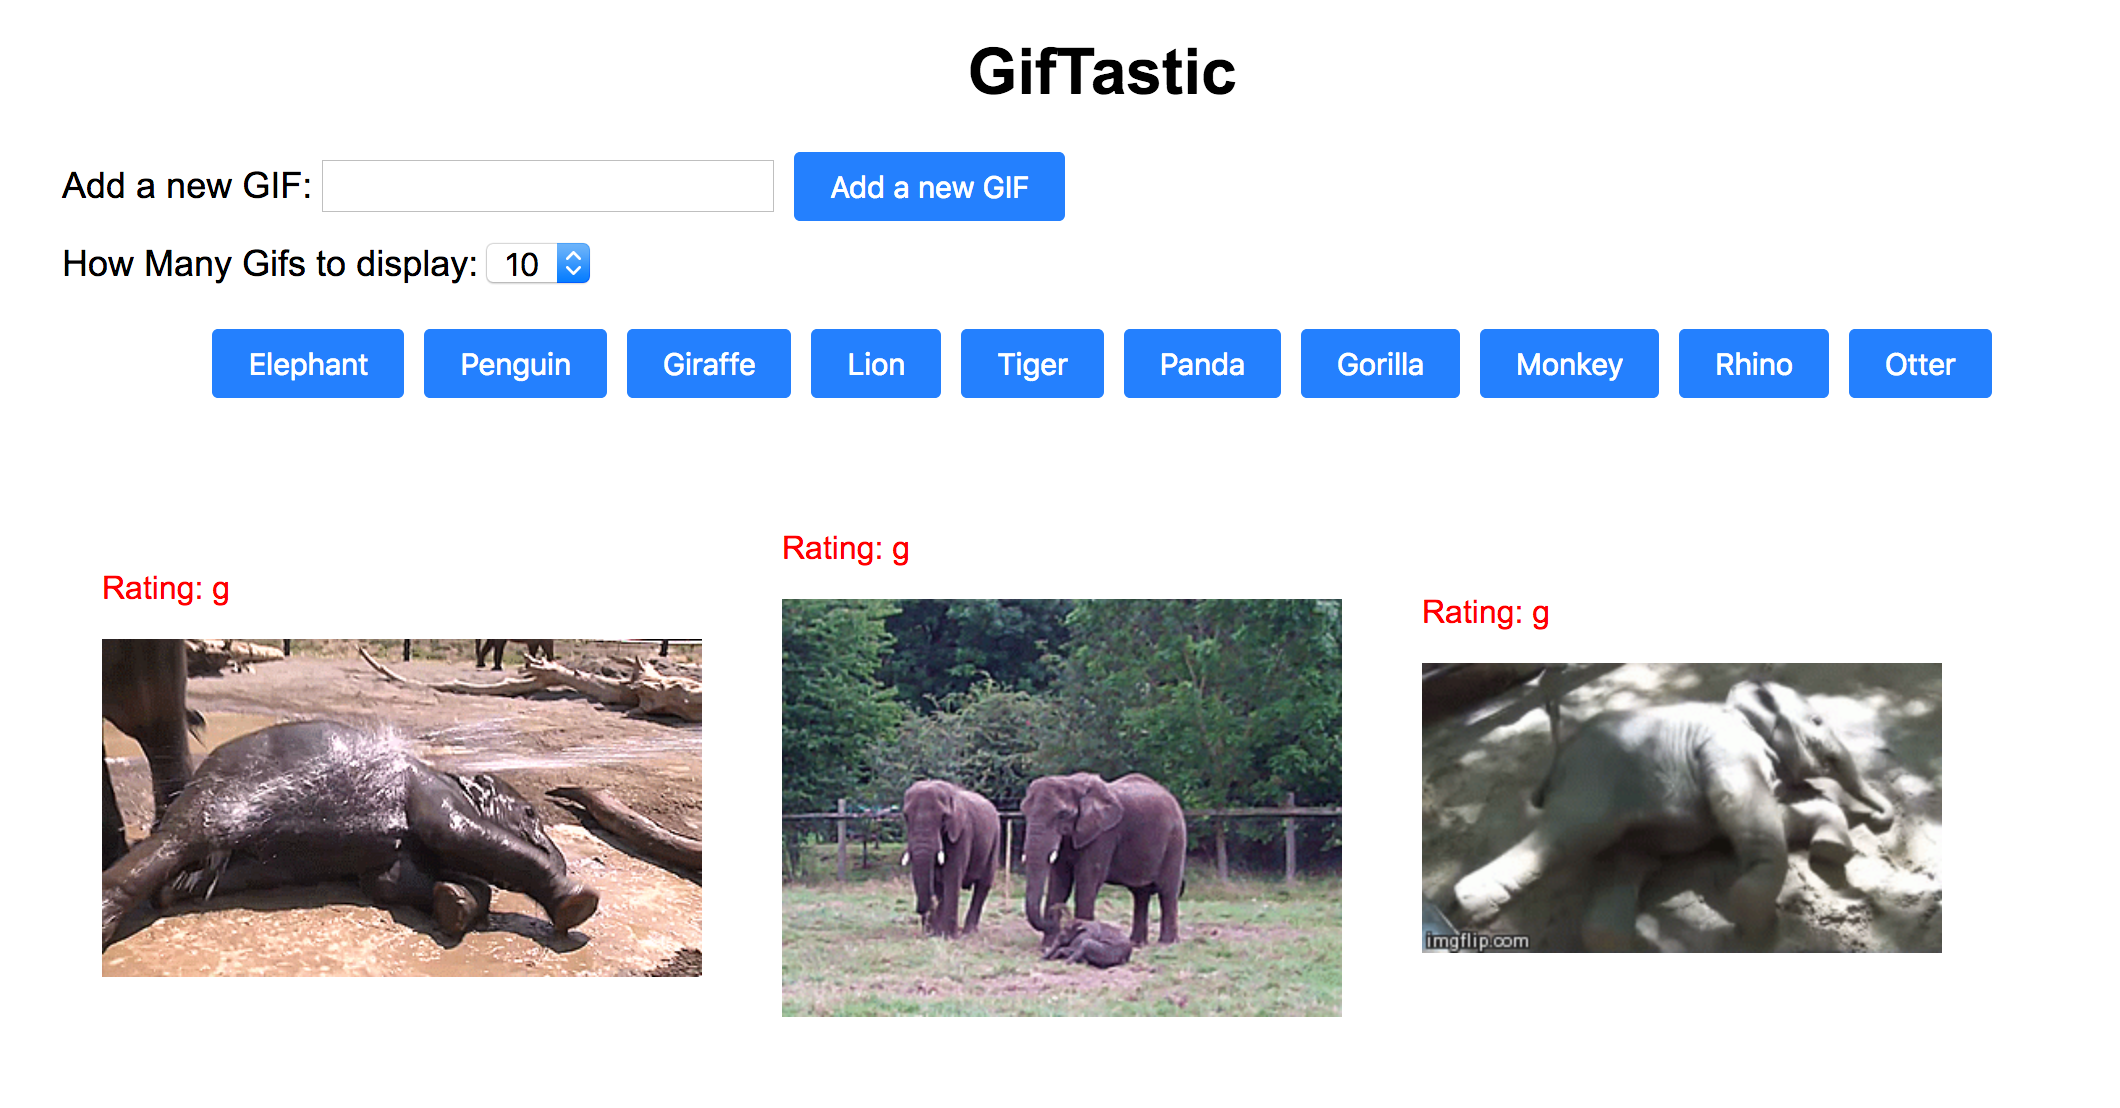 GifTastic
Add a new GIF: Add a new GIF
How Many Gifs to display: 10
Elephant Penguin Giraffe Lion Tiger Panda Gorilla Monkey Rhino Otter
Rating: g
Rating: g
Rating: g
imgflip.com